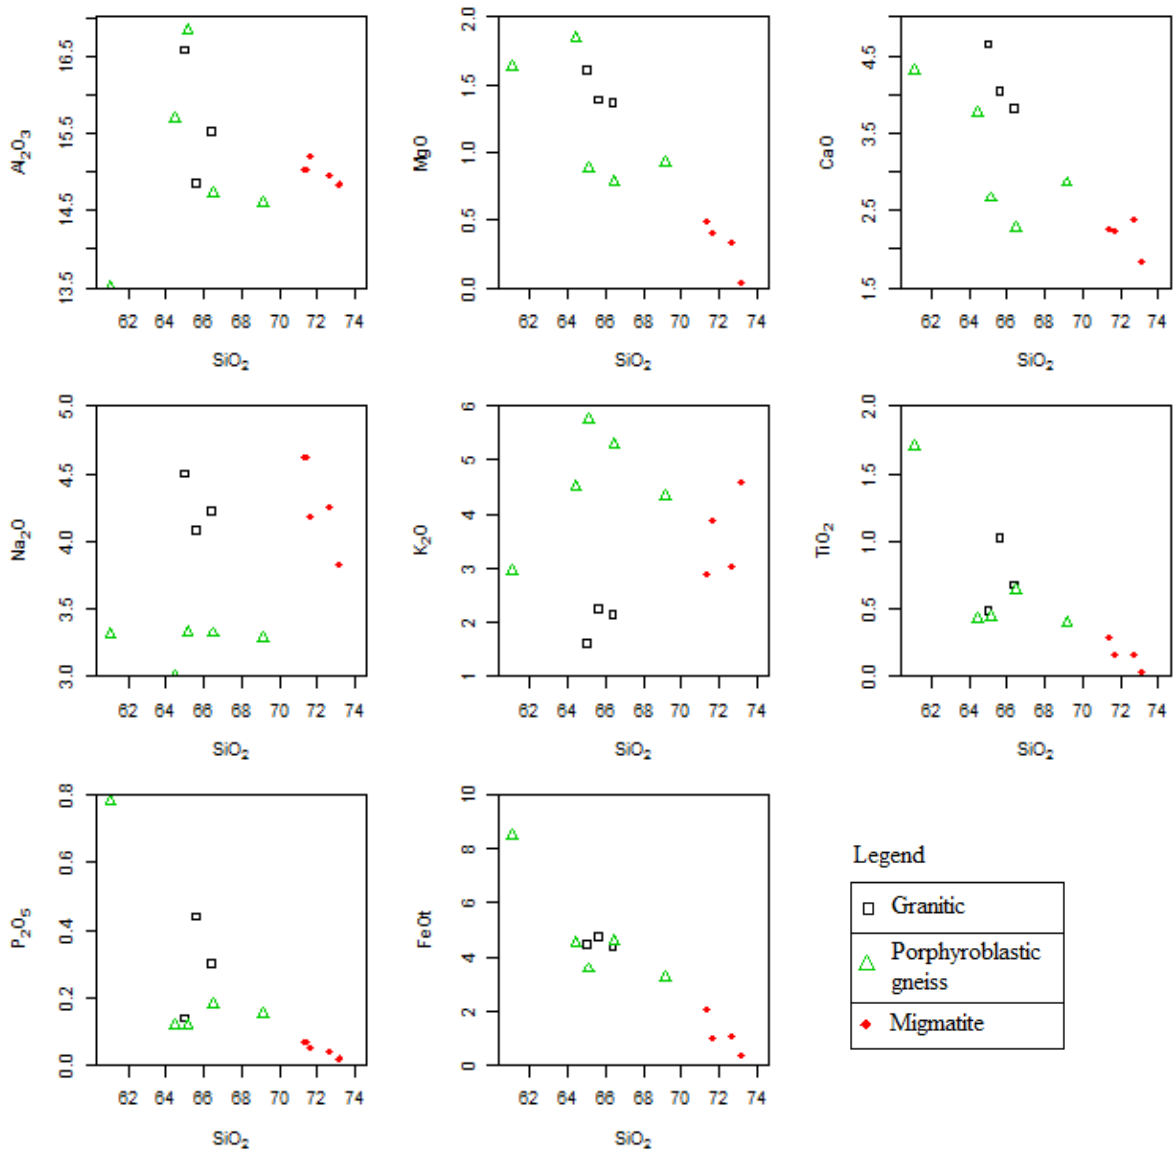 Al₂O₃
13.5 14.5 15.5 16.5
62 64 66 68 70 72 74
SiO₂
MgO
0.0 0.5 1.0 1.5 2.0
62 64 66 68 70 72 74
SiO₂
CaO
1.5 2.5 3.5 4.5
62 64 66 68 70 72 74
SiO₂
Na₂O
3.0 3.5 4.0 4.5 5.0
62 64 66 68 70 72 74
SiO₂
K₂O
1 2 3 4 5 6
62 64 66 68 70 72 74
SiO₂
TiO₂
0.0 0.5 1.0 1.5 2.0
62 64 66 68 70 72 74
SiO₂
P₂O₅
0.0 0.2 0.4 0.6 0.8
62 64 66 68 70 72 74
SiO₂
FeOt
0 2 4 6 8 10
62 64 66 68 70 72 74
SiO₂
Legend
Granitic
Porphyroblastic
gneiss
Migmatite